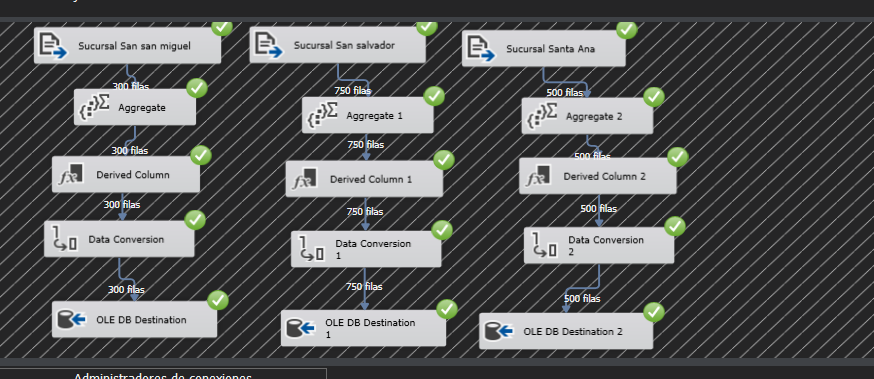 Sucursal San san miguel
300 filas
Aggregate
300 filas
Derived Column
300 filas
Data Conversion
300 filas
OLE DB Destination
Sucursal San salvador
750 filas
Aggregate 1
750 filas
Derived Column 1
750 filas
Data Conversion
1
750 filas
OLE DB Destination
1
Sucursal Santa Ana
500 filas
Aggregate 2
500 filas
Derived Column 2
500 filas
Data Conversion
2
500 filas
OLE DB Destination 2
Administradores de conexiones